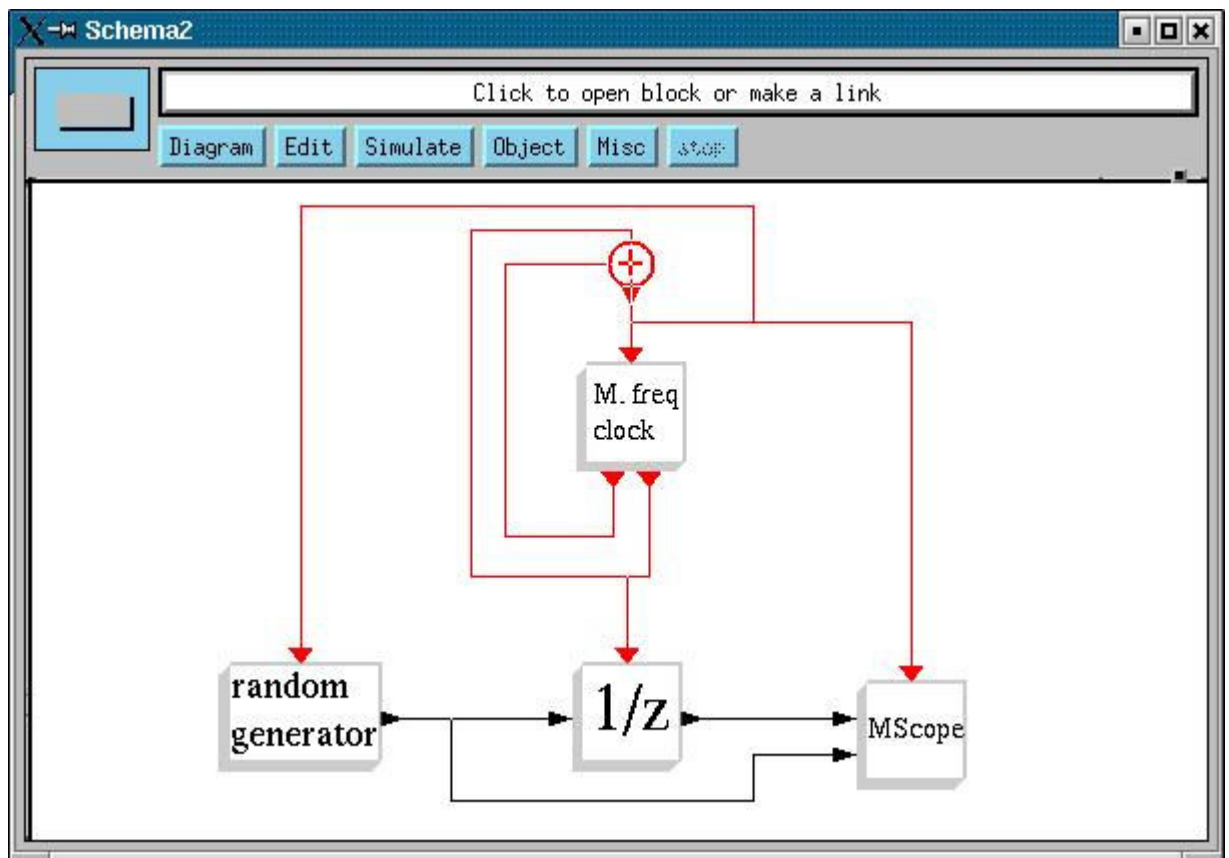 Schema2
Click to open block or make a link
Diagram Edit Simulate Object Misc stop
M. freq
clock
random
generator
1/z
MScope